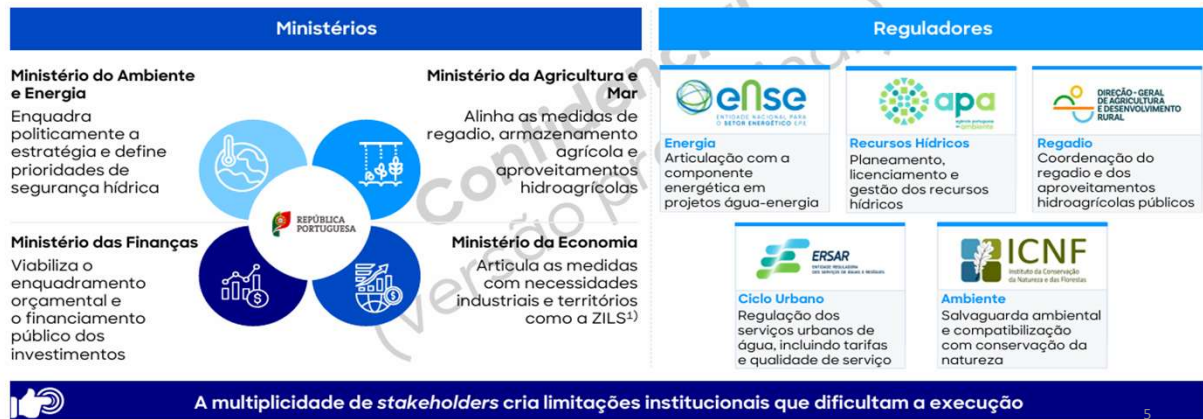 Ministérios
Ministério do Ambiente
e Energia
Enquadra
politicamente a
estratégia e define
prioridades de
segurança hídrica
Ministério da Agricultura e
Mar
Alinha as medidas de
regadio, armazenamento
agrícola e
aproveitamentos
hidroagrícolas
REPÚBLICA
PORTUGUESA
Ministério das Finanças
Viabiliza o
enquadramento
orçamental e
o financiamento
público dos
investimentos
Ministério da Economia
Articula as medidas
com necessidades
industriais e territórios
como a ZILS¹⁾
Reguladores
ense
ENTIDADE NACIONAL PARA
O SETOR ENERGÉTICO E.P.E.
Energia
Articulação com a
componente
energética em
projetos água-energia
apa
agência portuguesa
do ambiente
Recursos Hídricos
Planeamento,
licenciamento e
gestão dos recursos
hídricos
DIREÇÃO - GERAL
DE AGRICULTURA
E DESENVOLVIMENTO
RURAL
Regadio
Coordenação do
regadio e dos
aproveitamentos
hidroagrícolas públicos
ERSAR
ENTIDADE REGULADORA
DOS SERVIÇOS DE ÁGUAS E RESÍDUOS
Ciclo Urbano
Regulação dos
serviços urbanos de
água, incluindo tarifas
e qualidade de serviço
ICNF
Instituto da Conservação
da Natureza e das Florestas
Ambiente
Salvaguarda ambiental
e compatibilização
com conservação da
natureza
A multiplicidade de stakeholders cria limitações institucionais que dificultam a execução
5